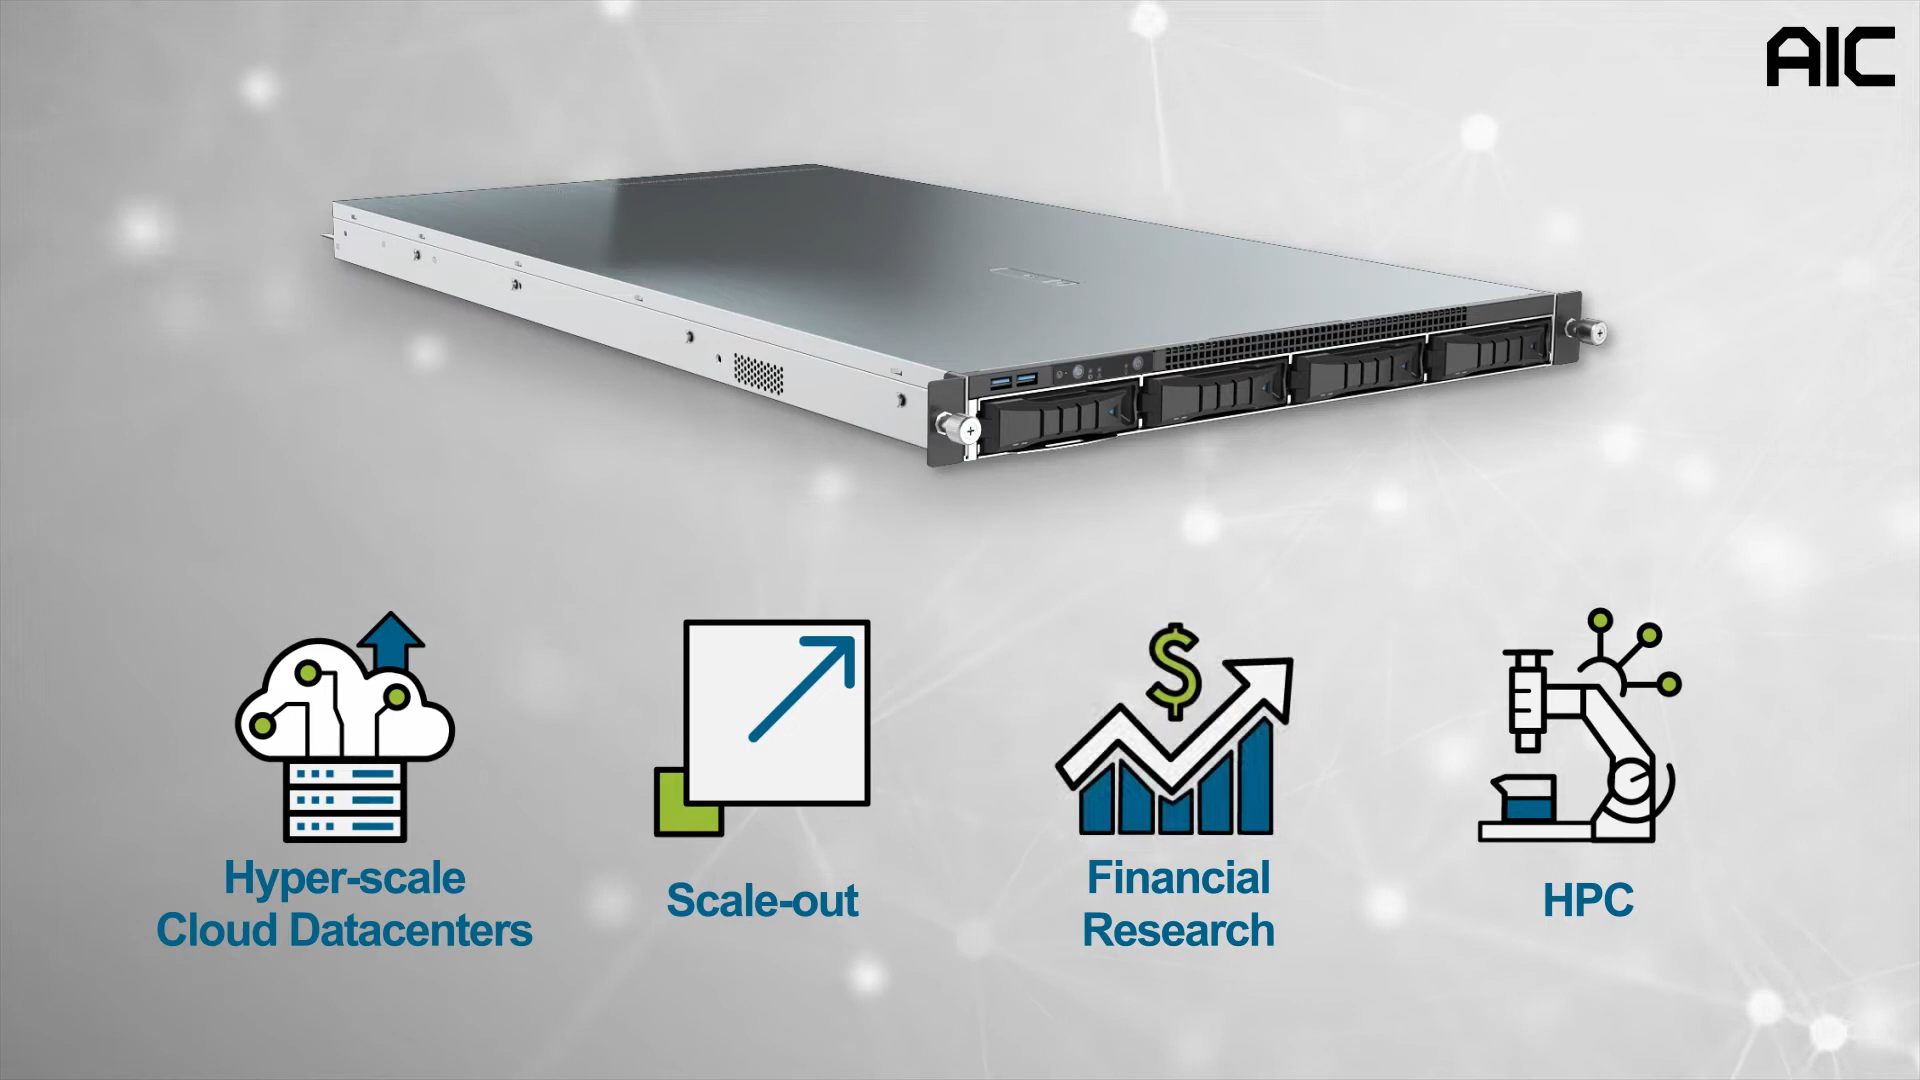 AIC
Hyper-scale
Cloud Datacenters
Scale-out
Financial
Research
HPC